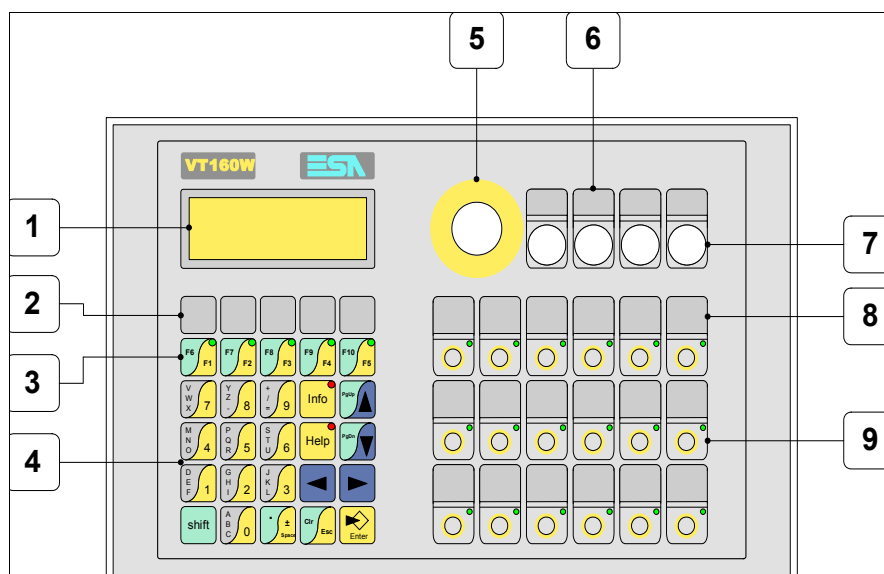 5 6
VT160W ESA
1
7
2
8
F6 F1 F7 F2 F8 F3 F9 F4 F10 F5
3
V W X 7 Y Z - 8 + / = 9 Info PgUp
M N O 4 P Q R 5 S T U 6 Help PgDn
4
9
D E F 1 G H I 2 J K L 3
shift A B C 0 . ± Space Clr Esc Enter